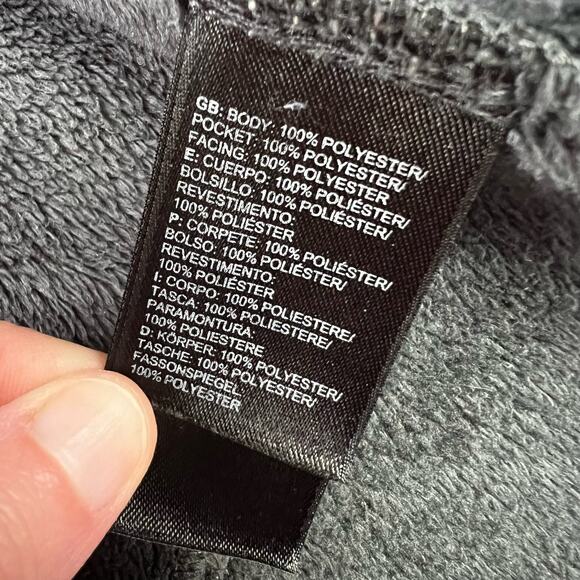 GB: BODY: 100% POLYESTER/
POCKET: 100% POLYESTER/
FACING: 100% POLYESTER
E: CUERPO: 100% POLIÉSTER/
BOLSILLO: 100% POLIÉSTER/
REVESTIMENTO:
100% POLIÉSTER
P: CORPETE: 100% POLIÉSTER/
BOLSO: 100% POLIÉSTER/
REVESTIMENTO:
100% POLIÉSTER
I: CORPO: 100% POLIESTERE/
TASCA: 100% POLIESTERE/
PARAMONTURA:
100% POLIESTERE
D: KÖRPER: 100% POLYESTER/
TASCHE: 100% POLYESTER/
FASSONSPIEGEL:
100% POLYESTER